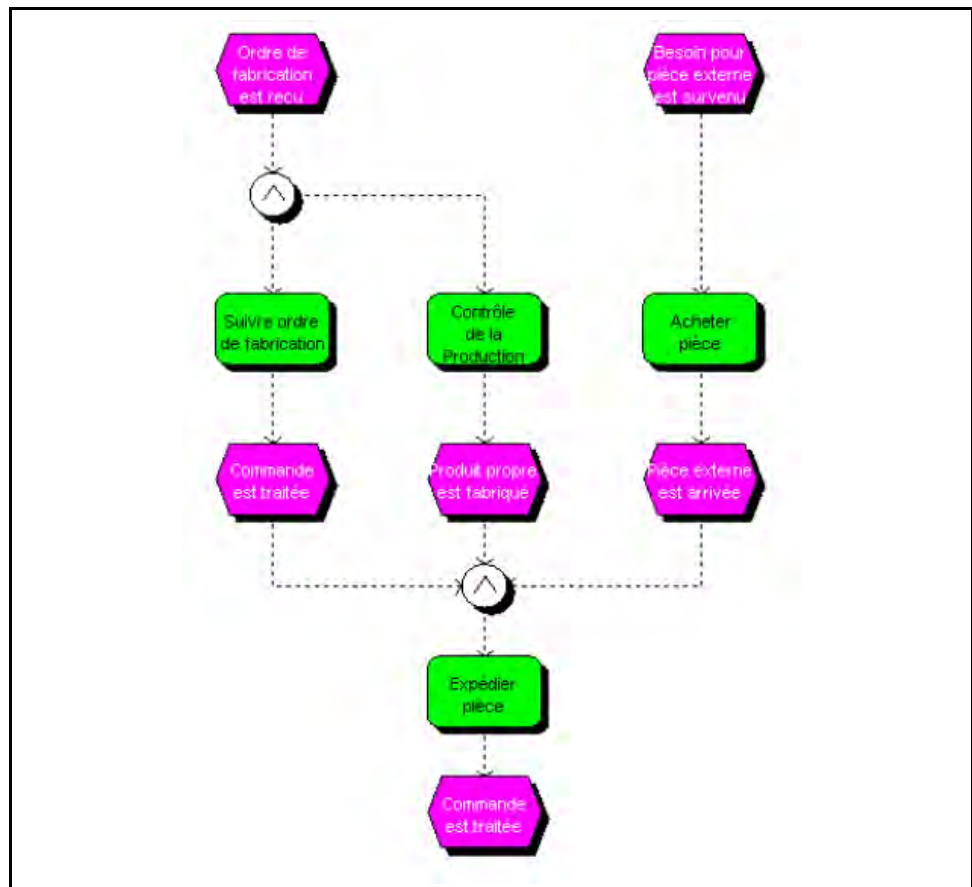 Ordre de
fabrication
est reçu
Besoin pour
pièce externe
est survenu
Suivre ordre
de fabrication
Contrôle
de la
Production
Acheter
pièce
Commande
est traitée
Produit propre
est fabriqué
Pièce externe
est arrivée
Expédier
pièce
Commande
est traitée